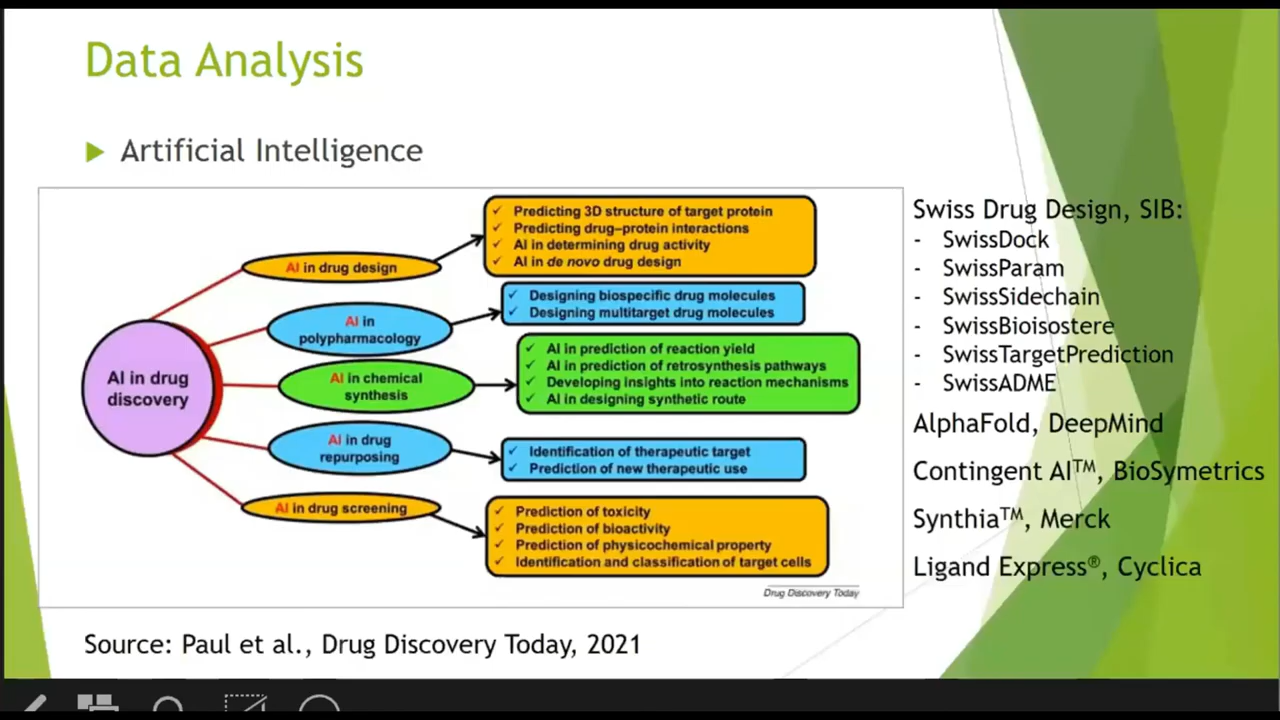 Data Analysis
Artificial Intelligence
AI in drug
discovery
AI in drug design
✓ Predicting 3D structure of target protein
✓ Predicting drug–protein interactions
✓ AI in determining drug activity
✓ AI in de novo drug design
AI in
polypharmacology
✓ Designing biospecific drug molecules
✓ Designing multitarget drug molecules
AI in chemical
synthesis
✓ AI in prediction of reaction yield
✓ AI in prediction of retrosynthesis pathways
✓ Developing insights into reaction mechanisms
✓ AI in designing synthetic route
AI in drug
repurposing
✓ Identification of therapeutic target
✓ Prediction of new therapeutic use
AI in drug screening
✓ Prediction of toxicity
✓ Prediction of bioactivity
✓ Prediction of physicochemical property
✓ Identification and classification of target cells
Drug Discovery Today
Swiss Drug Design, SIB:
- SwissDock
- SwissParam
- SwissSidechain
- SwissBioisostere
- SwissTargetPrediction
- SwissADME
AlphaFold, DeepMind
Contingent AI™, BioSymetrics
Synthia™, Merck
Ligand Express®, Cyclica
Source: Paul et al., Drug Discovery Today, 2021